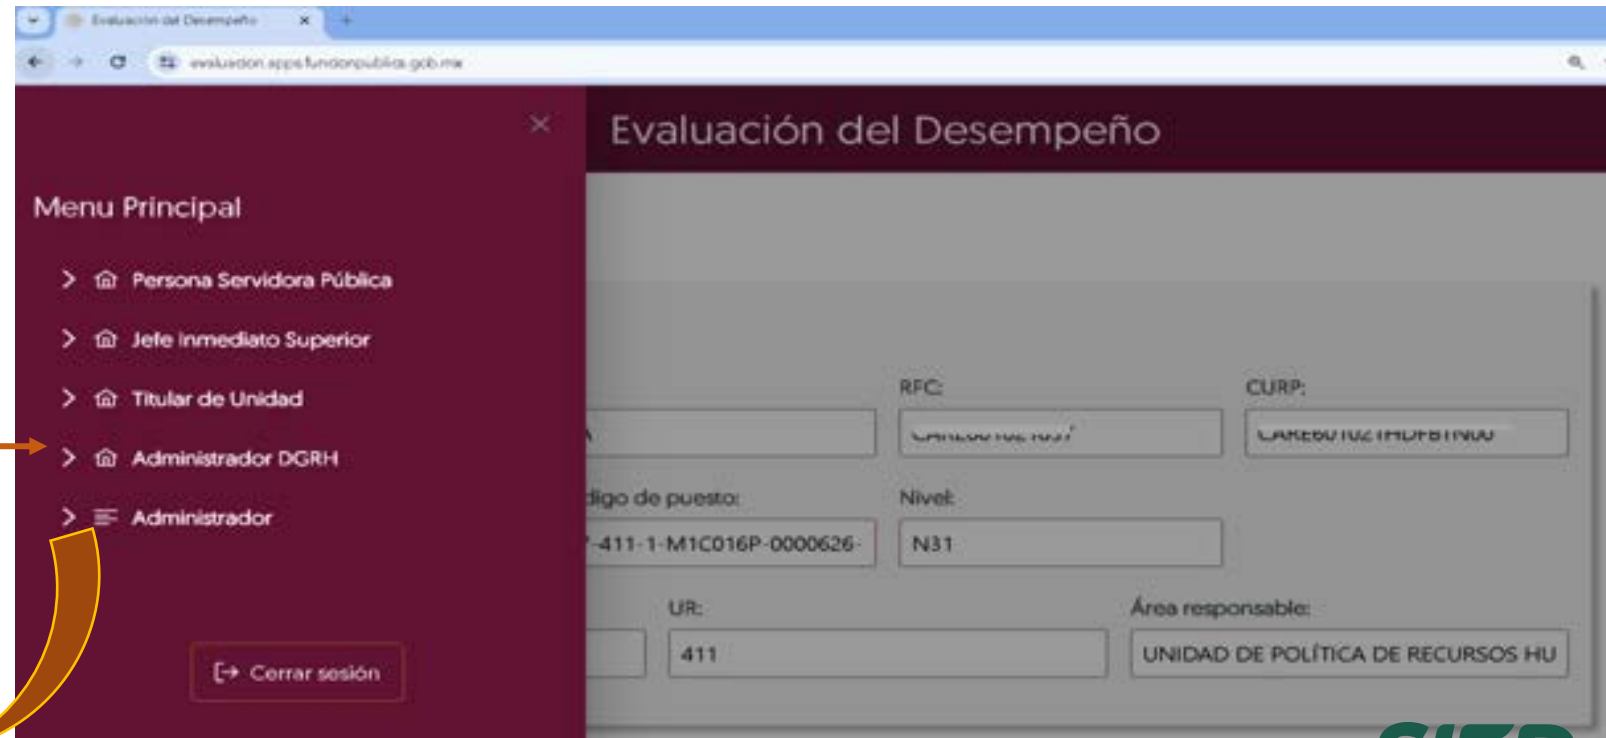 Evaluación del Desempeño
evaluacion.apps.funcionpublica.gob.mx
Evaluación del Desempeño
Menu Principal
Persona Servidora Pública
Jefe Inmediato Superior
Titular de Unidad
Administrador DGRH
Administrador
Cerrar sesión
RFC:
CURP:
digo de puesto:
Nivel:
-411-1-M1C016P-0000626-
N31
UR:
Área responsable:
411
UNIDAD DE POLÍTICA DE RECURSOS HU